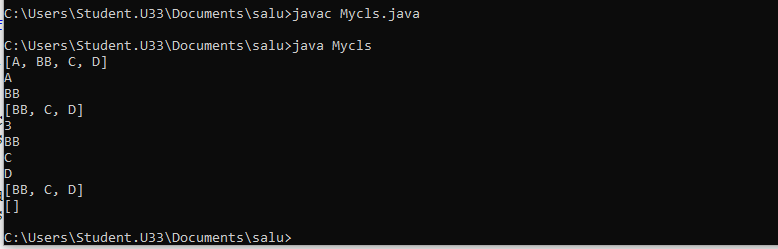 C:\Users\Student.U33\Documents\salu>javac Mycls.java
C:\Users\Student.U33\Documents\salu>java Mycls
[A, BB, C, D]
A
BB
[BB, C, D]
3
BB
C
D
[BB, C, D]
[]
C:\Users\Student.U33\Documents\salu>